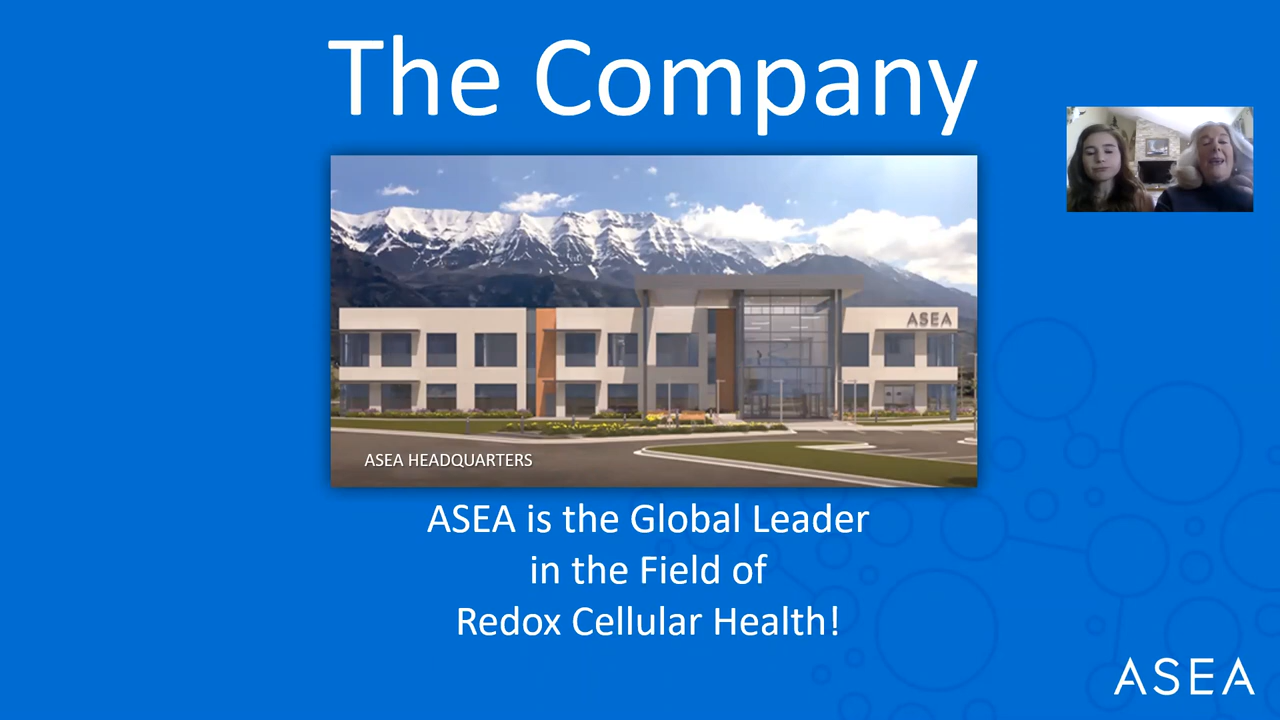 The Company
ASEA
ASEA HEADQUARTERS
ASEA is the Global Leader
in the Field of
Redox Cellular Health!
ASEA